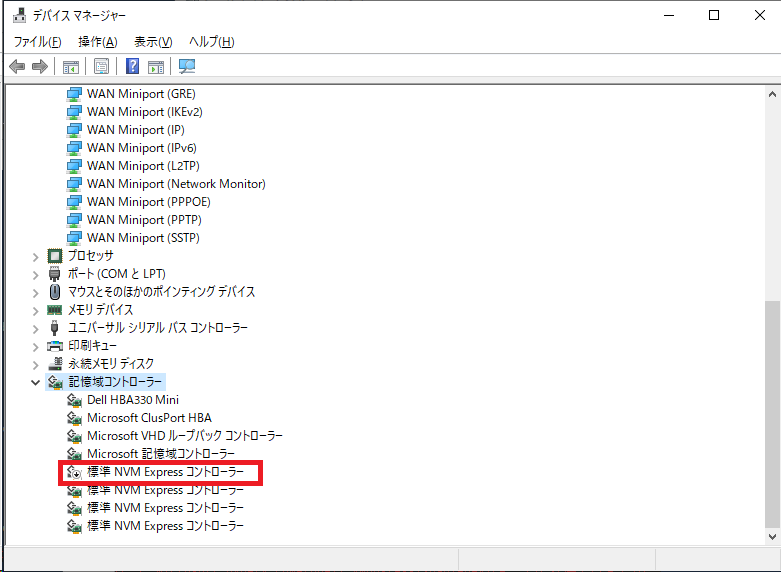 デバイス マネージャー
ファイル(F) 操作(A) 表示(V) ヘルプ(H)
WAN Miniport (GRE)
WAN Miniport (IKEv2)
WAN Miniport (IP)
WAN Miniport (IPv6)
WAN Miniport (L2TP)
WAN Miniport (Network Monitor)
WAN Miniport (PPPOE)
WAN Miniport (PPTP)
WAN Miniport (SSTP)
プロセッサ
ポート (COM と LPT)
マウスとそのほかのポインティング デバイス
メモリ デバイス
ユニバーサル シリアル バス コントローラー
印刷キュー
永続メモリ ディスク
記憶域コントローラー
Dell HBA330 Mini
Microsoft ClusPort HBA
Microsoft VHD ループバック コントローラー
Microsoft 記憶域コントローラー
標準 NVM Express コントローラー
標準 NVM Express コントローラー
標準 NVM Express コントローラー
標準 NVM Express コントローラー